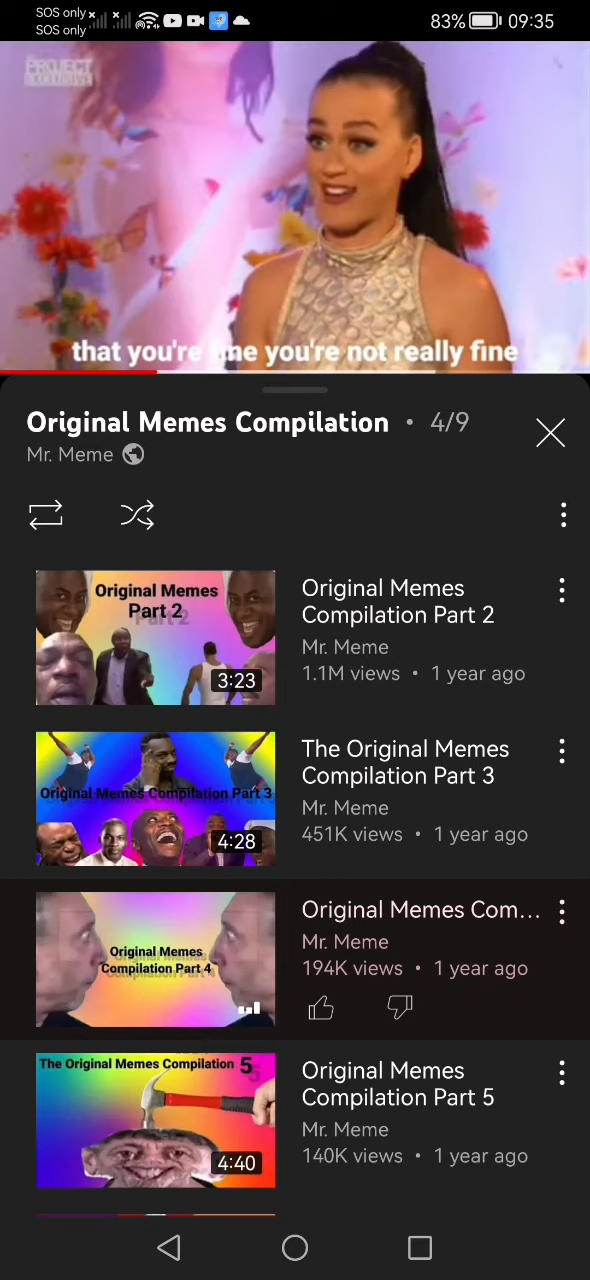 SOS only
SOS only
83%
09:35
PROJECT
that you're fine you're not really fine
Original Memes Compilation • 4/9
Mr. Meme
Original Memes
Part 2
3:23
Original Memes
Compilation Part 2
Mr. Meme
1.1M views • 1 year ago
Original Memes Compilation Part 3
4:28
The Original Memes
Compilation Part 3
Mr. Meme
451K views • 1 year ago
Original Memes
Compilation Part 4
Original Memes Com...
Mr. Meme
194K views • 1 year ago
The Original Memes Compilation 5
4:40
Original Memes
Compilation Part 5
Mr. Meme
140K views • 1 year ago